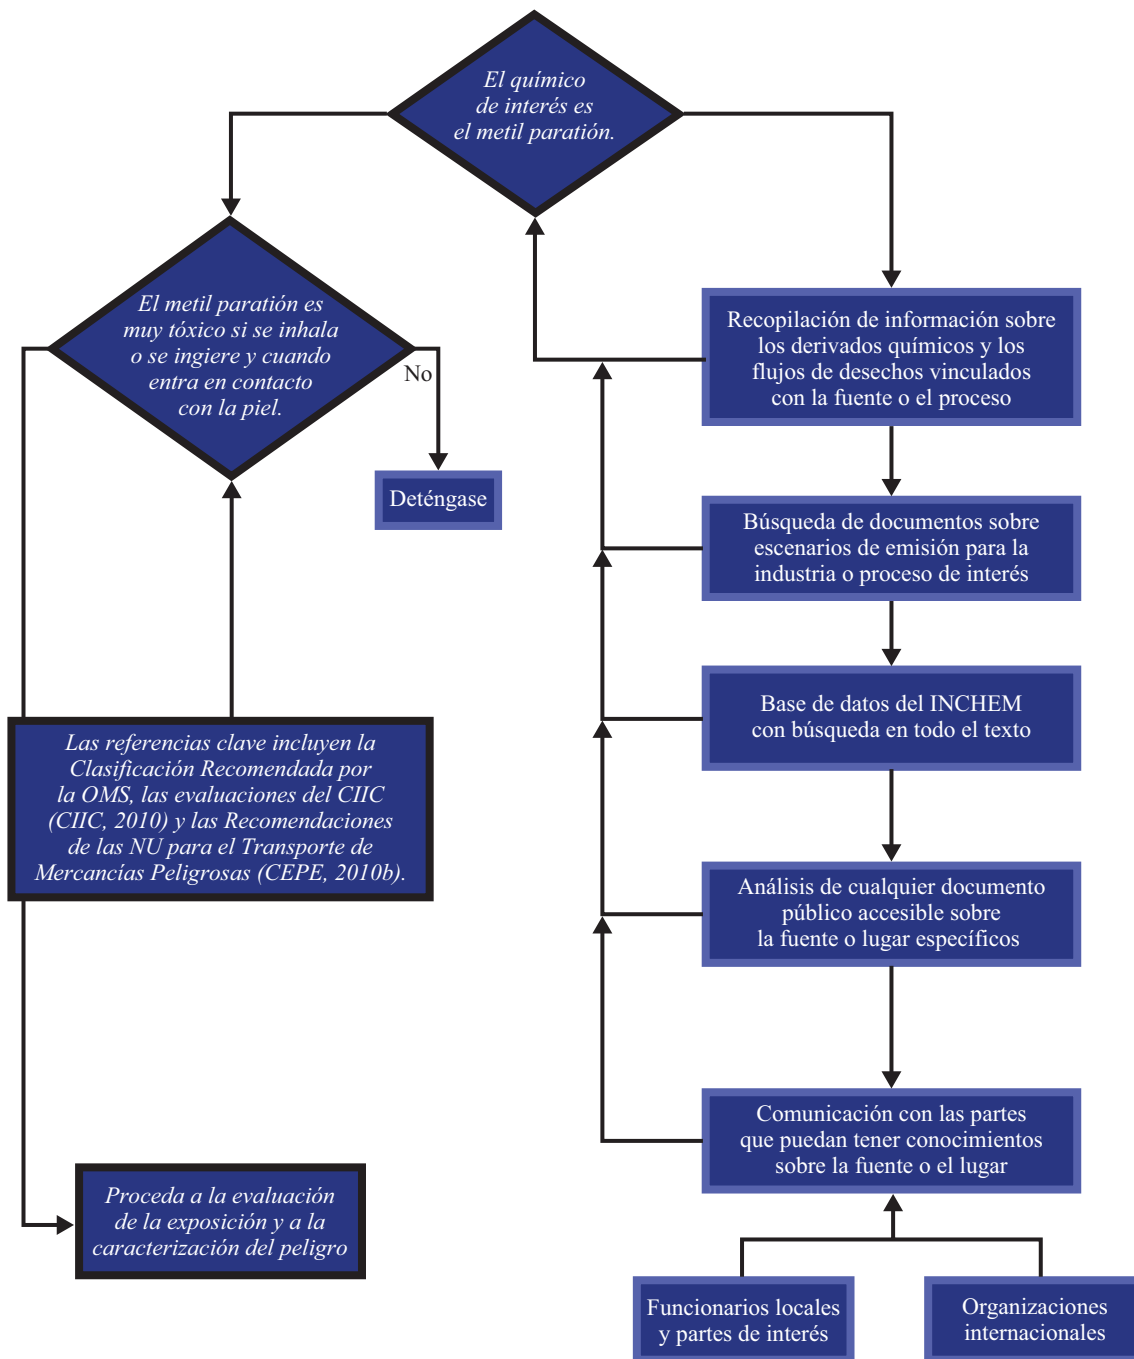 El químico
de interés es
el metil paratión.
El metil paratión es
muy tóxico si se inhala
o se ingiere y cuando
entra en contacto
con la piel.
No
Deténgase
Las referencias clave incluyen la
Clasificación Recomendada por
la OMS, las evaluaciones del CIIC
(CIIC, 2010) y las Recomendaciones
de las NU para el Transporte de
Mercancías Peligrosas (CEPE, 2010b).
Proceda a la evaluación
de la exposición y a la
caracterización del peligro
Recopilación de información sobre
los derivados químicos y los
flujos de desechos vinculados
con la fuente o el proceso
Búsqueda de documentos sobre
escenarios de emisión para la
industria o proceso de interés
Base de datos del INCHEM
con búsqueda en todo el texto
Análisis de cualquier documento
público accesible sobre
la fuente o lugar específicos
Comunicación con las partes
que puedan tener conocimientos
sobre la fuente o el lugar
Funcionarios locales
y partes de interés
Organizaciones
internacionales